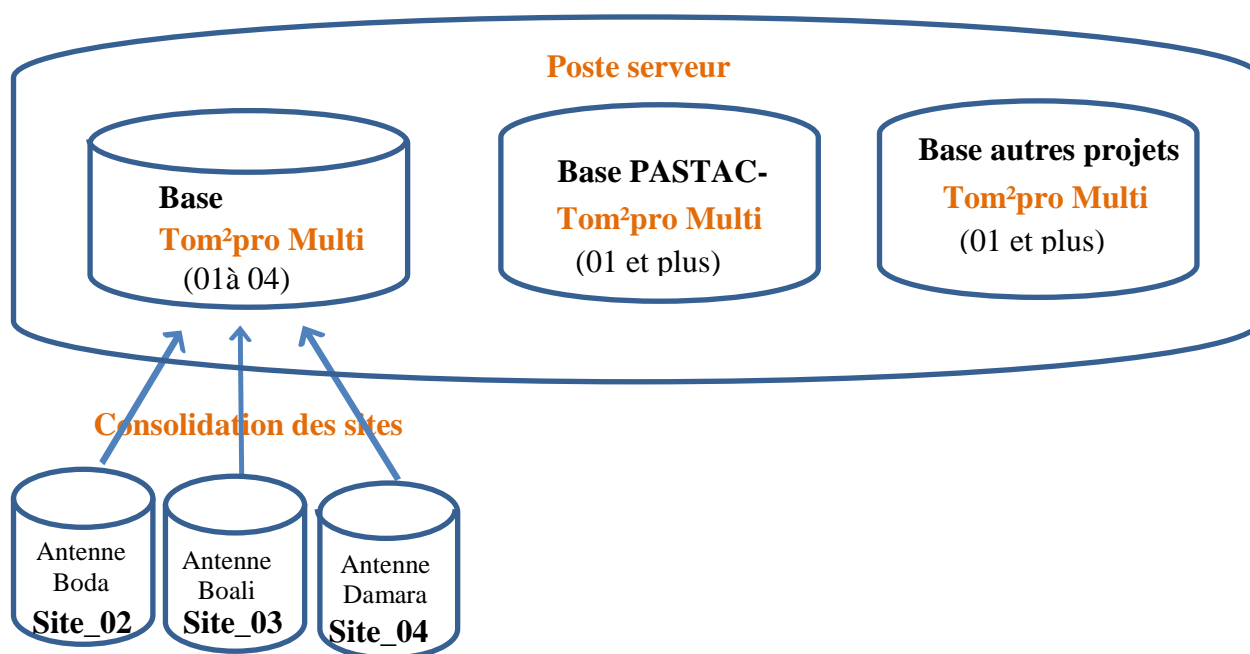 Poste serveur
Base
Tom²pro Multi
(01à 04)
Base PASTAC-
Tom²pro Multi
(01 et plus)
Base autres projets
Tom²pro Multi
(01 et plus)
Consolidation des sites
Antenne
Boda
Site_02
Antenne
Boali
Site_03
Antenne
Damara
Site_04